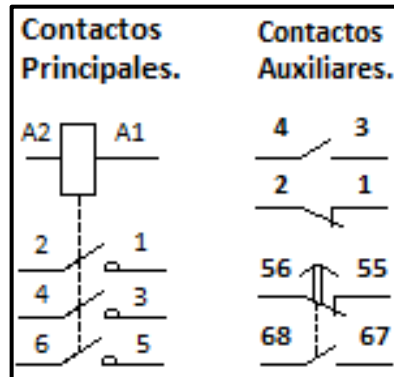 Contactos
Principales.
A2 A1
2 1
4 3
6 5
Contactos
Auxiliares.
4 3
2 1
56 55
68 67